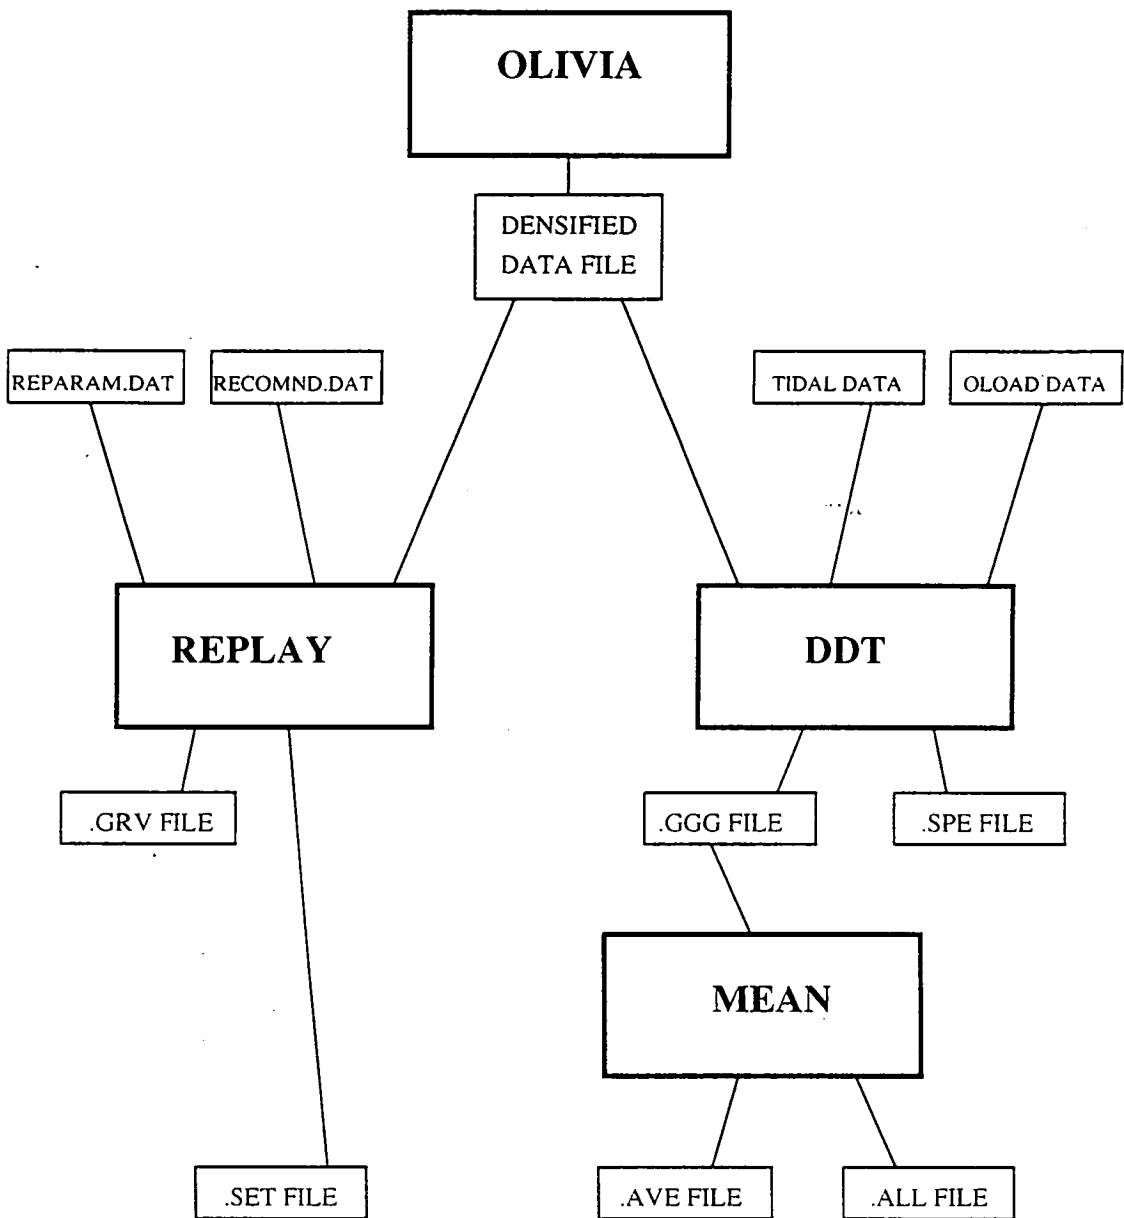 OLIVIA
DENSIFIED
DATA FILE
REPARAM.DAT
RECOMND.DAT
TIDAL DATA
OLOAD DATA
REPLAY
DDT
.GRV FILE
.GGG FILE
.SPE FILE
MEAN
.SET FILE
.AVE FILE
.ALL FILE